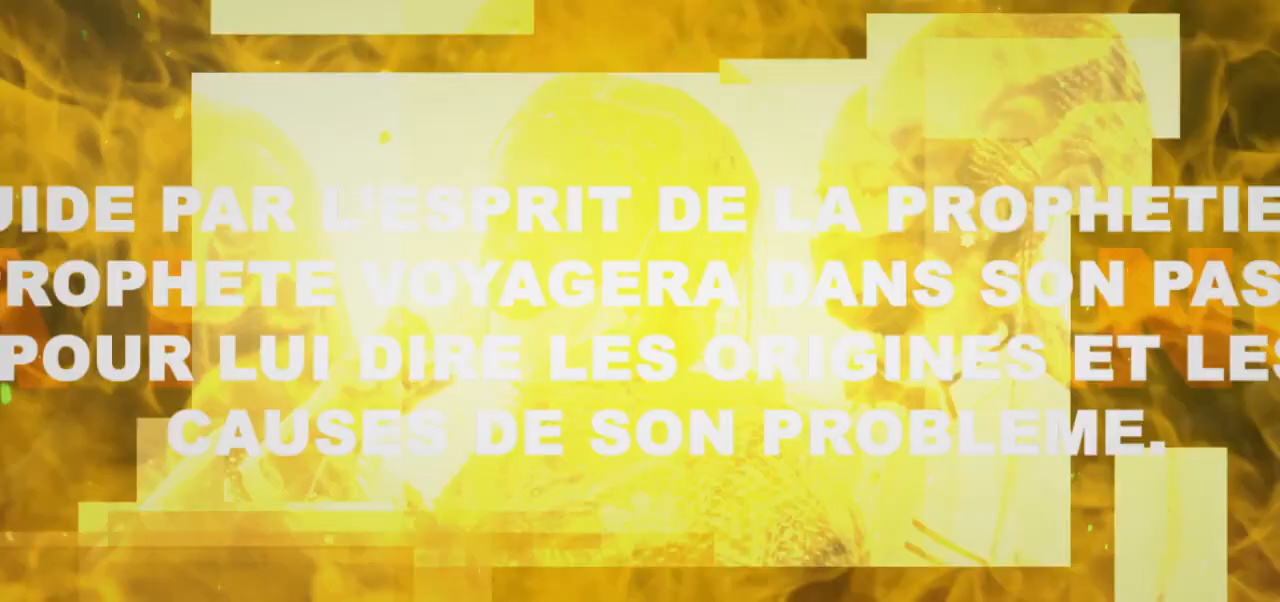 UIDE PAR L'ESPRIT DE LA PROPHETIE
PROPHETE VOYAGERA DANS SON PAS
POUR LUI DIRE LES ORIGINES ET LES
CAUSES DE SON PROBLEME.